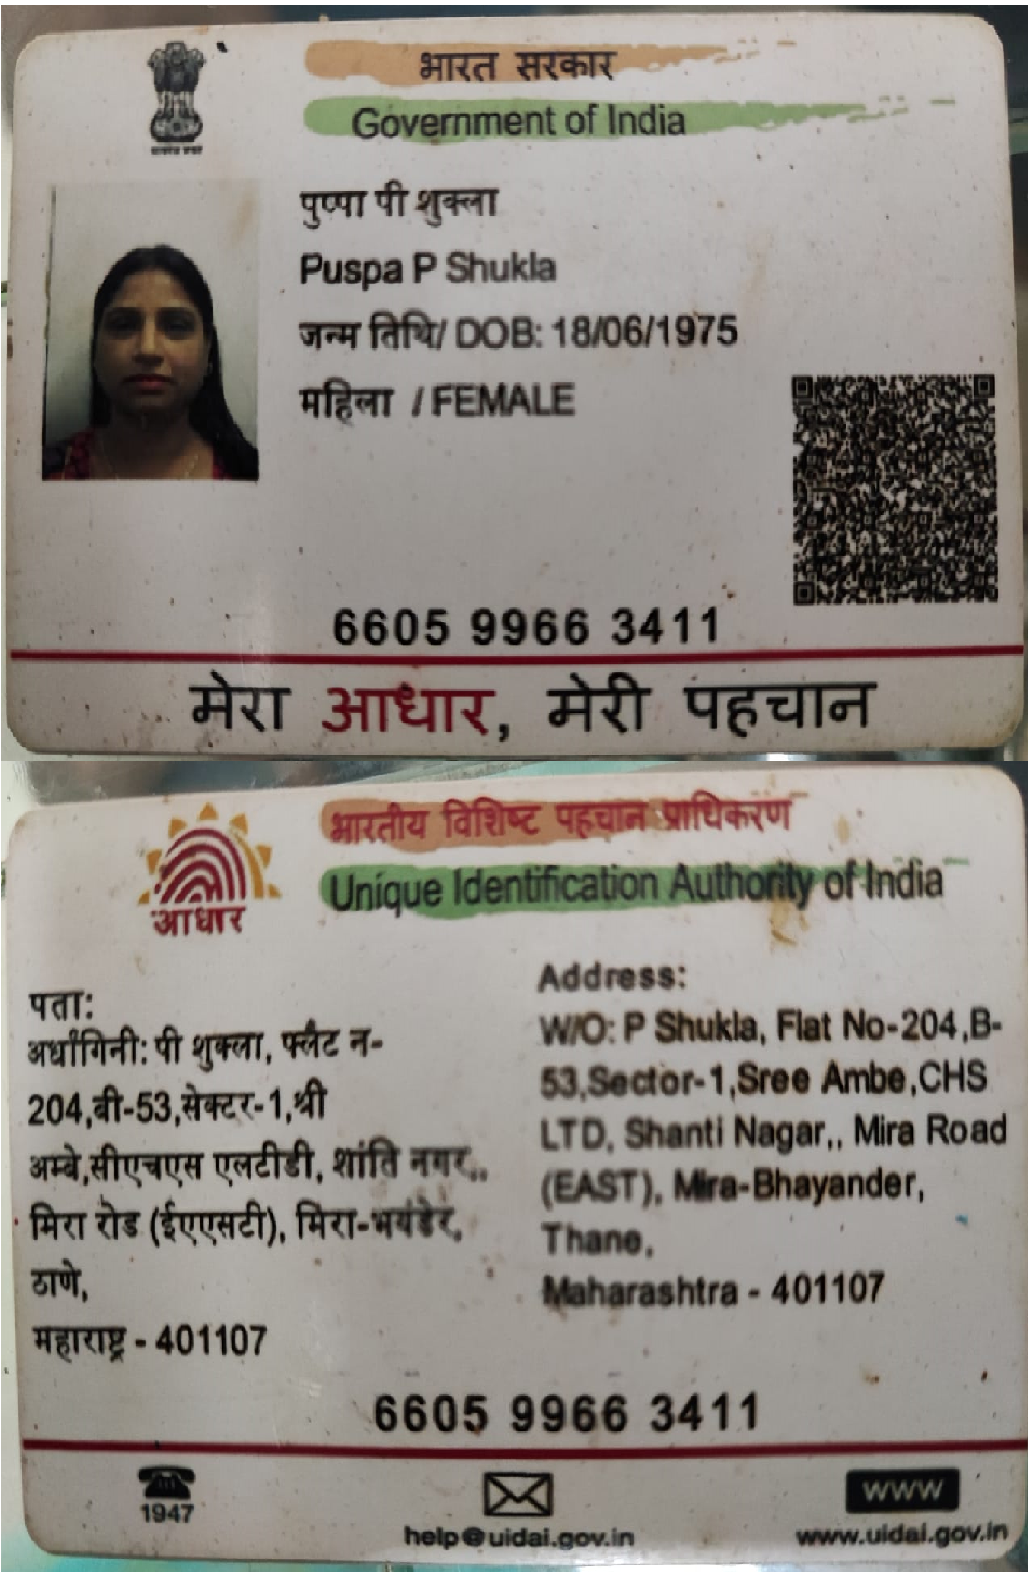 भारत सरकार
Government of India
पुष्पा पी शुक्ला
Puspa P Shukla
जन्म तिथि/ DOB: 18/06/1975
महिला / FEMALE
6605 9966 3411
मेरा आधार, मेरी पहचान
भारतीय विशिष्ट पहचान प्राधिकरण
Unique Identification Authority of India
आधार
पता:
अर्धांगिनी: पी शुक्ला, फ्लैट न-
204,बी-53,सेक्टर-1,श्री
अम्बे,सीएचएस एलटीडी, शांति नगर,,
मिरा रोड (ईएएसटी), मिरा-भयंडेर,
ठाणे,
महाराष्ट्र - 401107
Address:
W/O: P Shukla, Flat No-204,B-
53,Sector-1,Sree Ambe,CHS
LTD, Shanti Nagar,, Mira Road
(EAST), Mira-Bhayander,
Thane,
Maharashtra - 401107
6605 9966 3411
1947
help@uidai.gov.in
www
www.uidai.gov.in